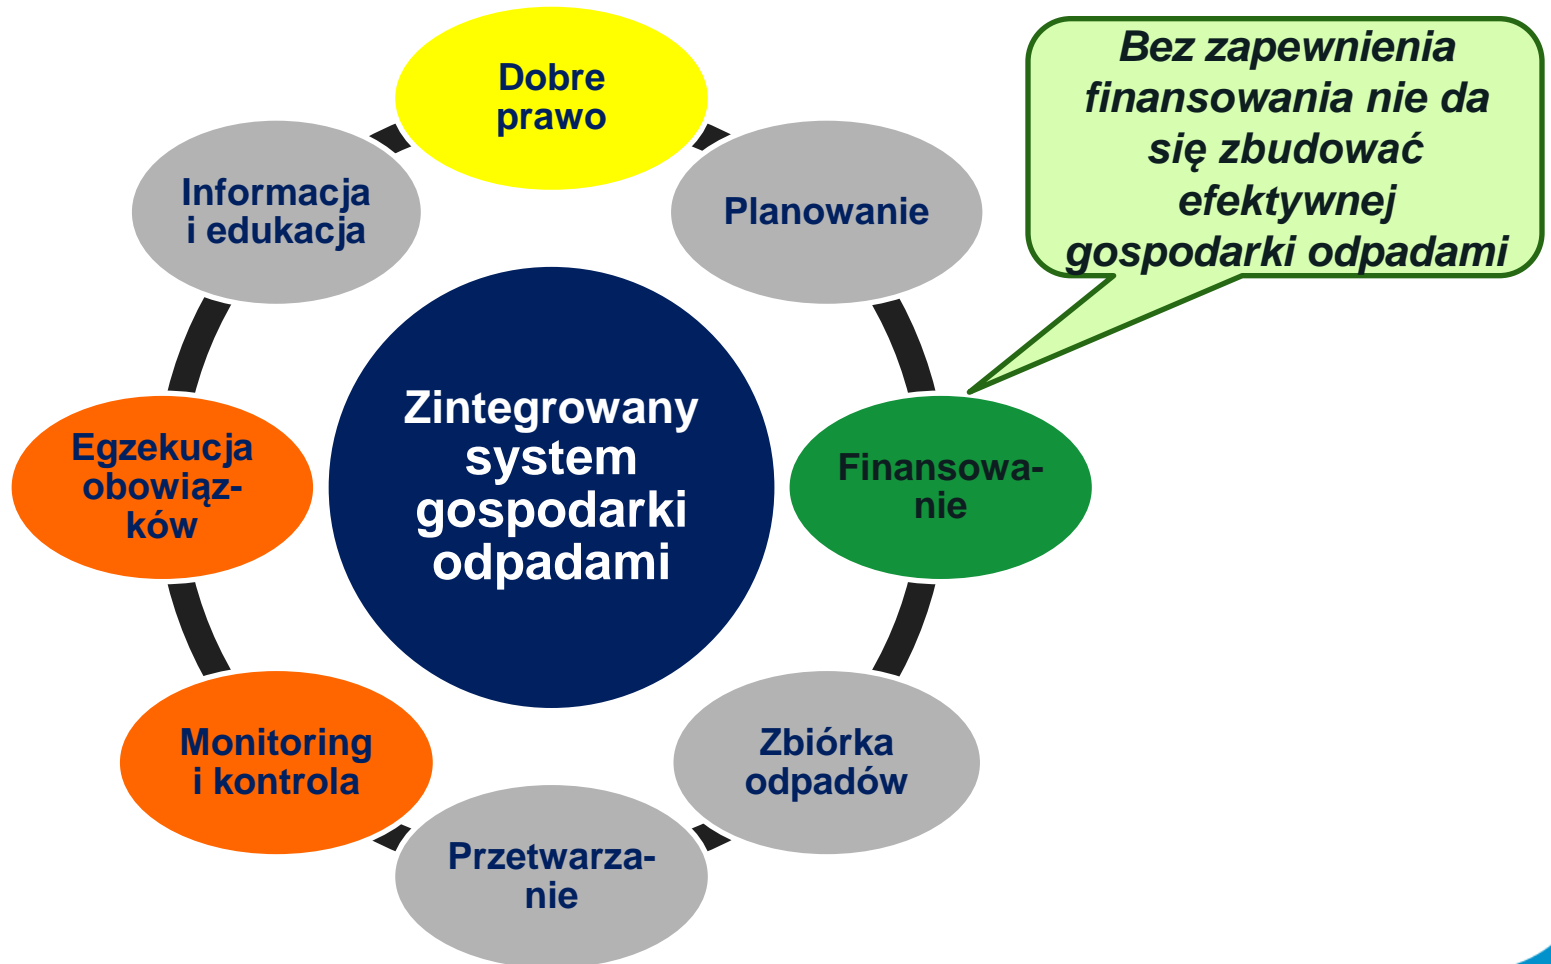 Dobre
prawo
Planowanie
Finansowa-
nie
Zbiórka
odpadów
Przetwarza-
nie
Monitoring
i kontrola
Egzekucja
obowiąz-
ków
Informacja
i edukacja
Zintegrowany
system
gospodarki
odpadami
Bez zapewnienia
finansowania nie da
się zbudować
efektywnej
gospodarki odpadami